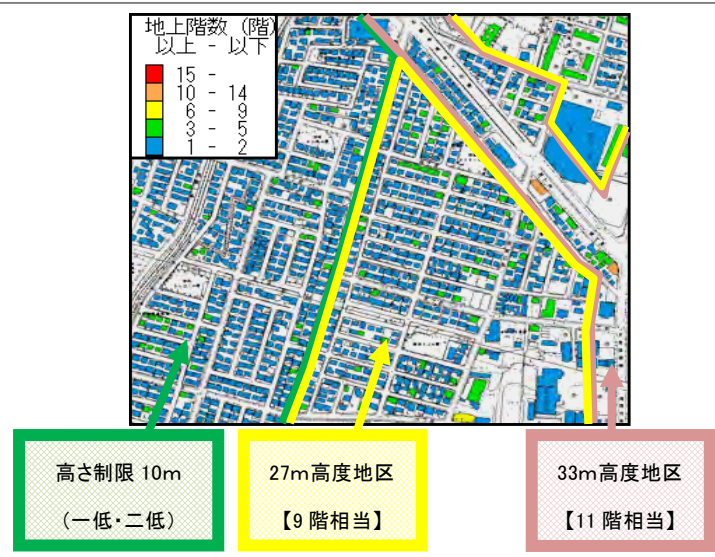 地上階数 (階)
以上 - 以下
15 -
10 - 14
6 - 9
3 - 5
1 - 2
高さ制限 10m
(一低・二低)
27m高度地区
【9 階相当】
33m高度地区
【11 階相当】